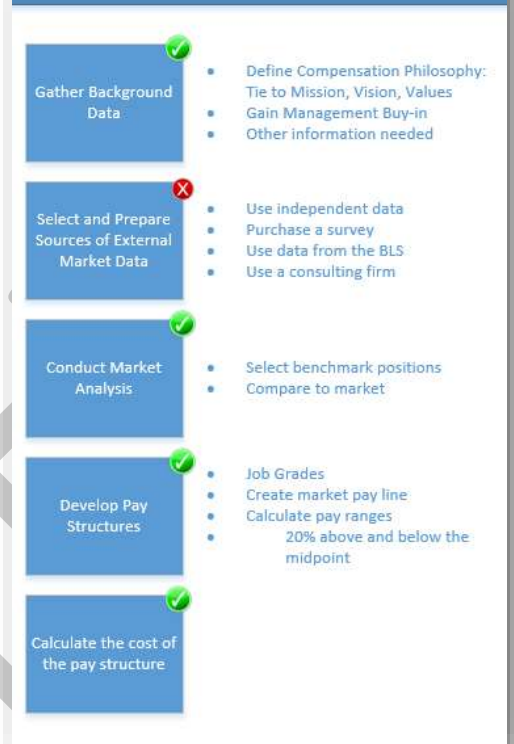 Gather Background
Data
• Define Compensation Philosophy:
Tie to Mission, Vision, Values
• Gain Management Buy-in
• Other information needed
Select and Prepare
Sources of External
Market Data
X
• Use independent data
• Purchase a survey
• Use data from the BLS
• Use a consulting firm
Conduct Market
Analysis
• Select benchmark positions
• Compare to market
Develop Pay
Structures
• Job Grades
• Create market pay line
• Calculate pay ranges
• 20% above and below the
midpoint
Calculate the cost of
the pay structure